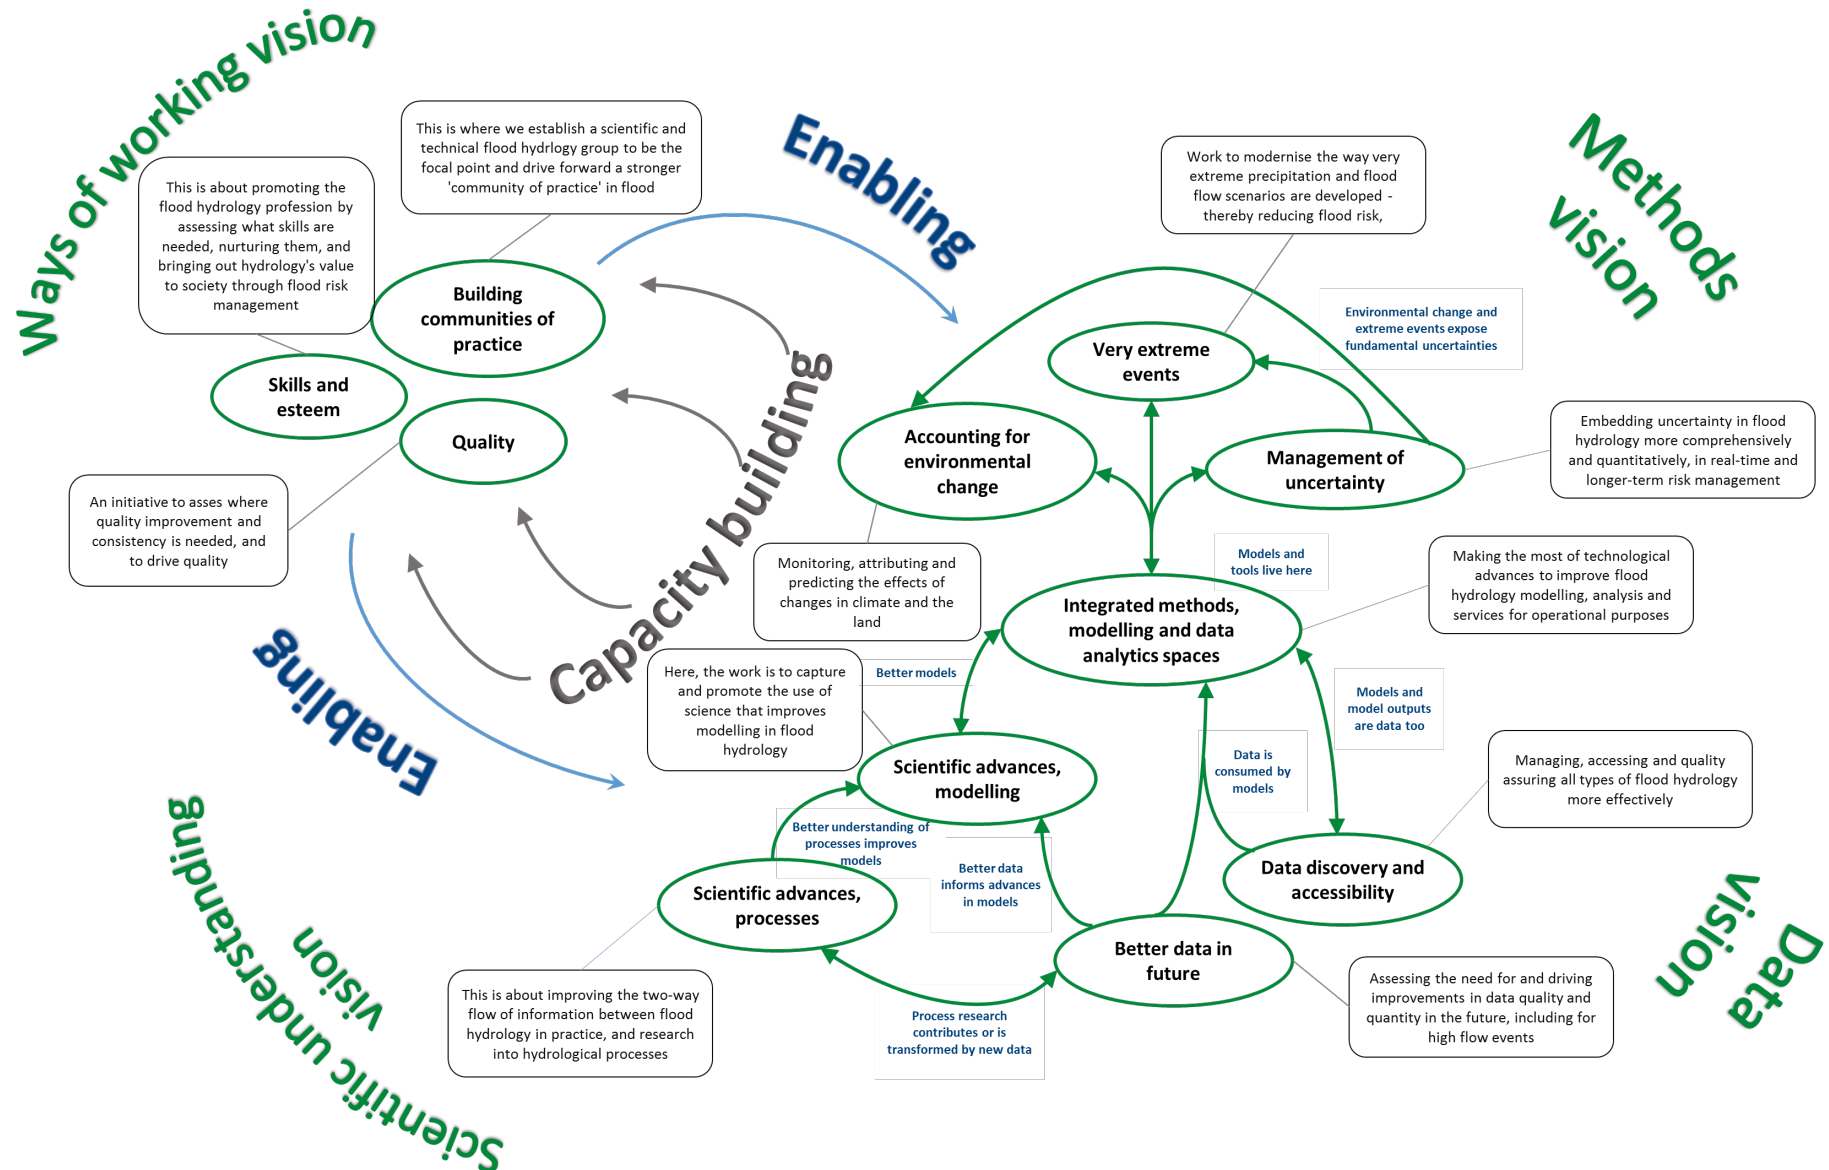 Ways of working vision
This is where we establish a scientific and
technical flood hydrlogy group to be the
focal point and drive forward a stronger
'community of practice' in flood
This is about promoting the
flood hydrology profession by
assessing what skills are
needed, nurturing them, and
bringing out hydrology's value
to society through flood risk
management
Building
communities of
practice
Skills and
esteem
Quality
An initiative to asses where
quality improvement and
consistency is needed, and
to drive quality
Enabling
Capacity building
Enabling
Methods
vision
Work to modernise the way very
extreme precipitation and flood
flow scenarios are developed -
thereby reducing flood risk,
Environmental change and
extreme events expose
fundamental uncertainties
Very extreme
events
Accounting for
environmental
change
Management of
uncertainty
Embedding uncertainty in flood
hydrology more comprehensively
and quantitatively, in real-time and
longer-term risk management
Monitoring, attributing and
predicting the effects of
changes in climate and the
land
Models and
tools live here
Making the most of technological
advances to improve flood
hydrology modelling, analysis and
services for operational purposes
Integrated methods,
modelling and data
analytics spaces
Here, the work is to capture
and promote the use of
science that improves
modelling in flood
hydrology
Better models
Models and
model outputs
are data too
Data is
consumed by
models
Managing, accessing and quality
assuring all types of flood hydrology
more effectively
Scientific advances,
modelling
Better understanding of
processes improves
models
Better data
informs advances
in models
Data discovery and
accessibility
Scientific advances,
processes
Better data in
future
Data
vision
Scientific understanding
vision
This is about improving the two-way
flow of information between flood
hydrology in practice, and research
into hydrological processes
Process research
contributes or is
transformed by new data
Assessing the need for and driving
improvements in data quality and
quantity in the future, including for
high flow events